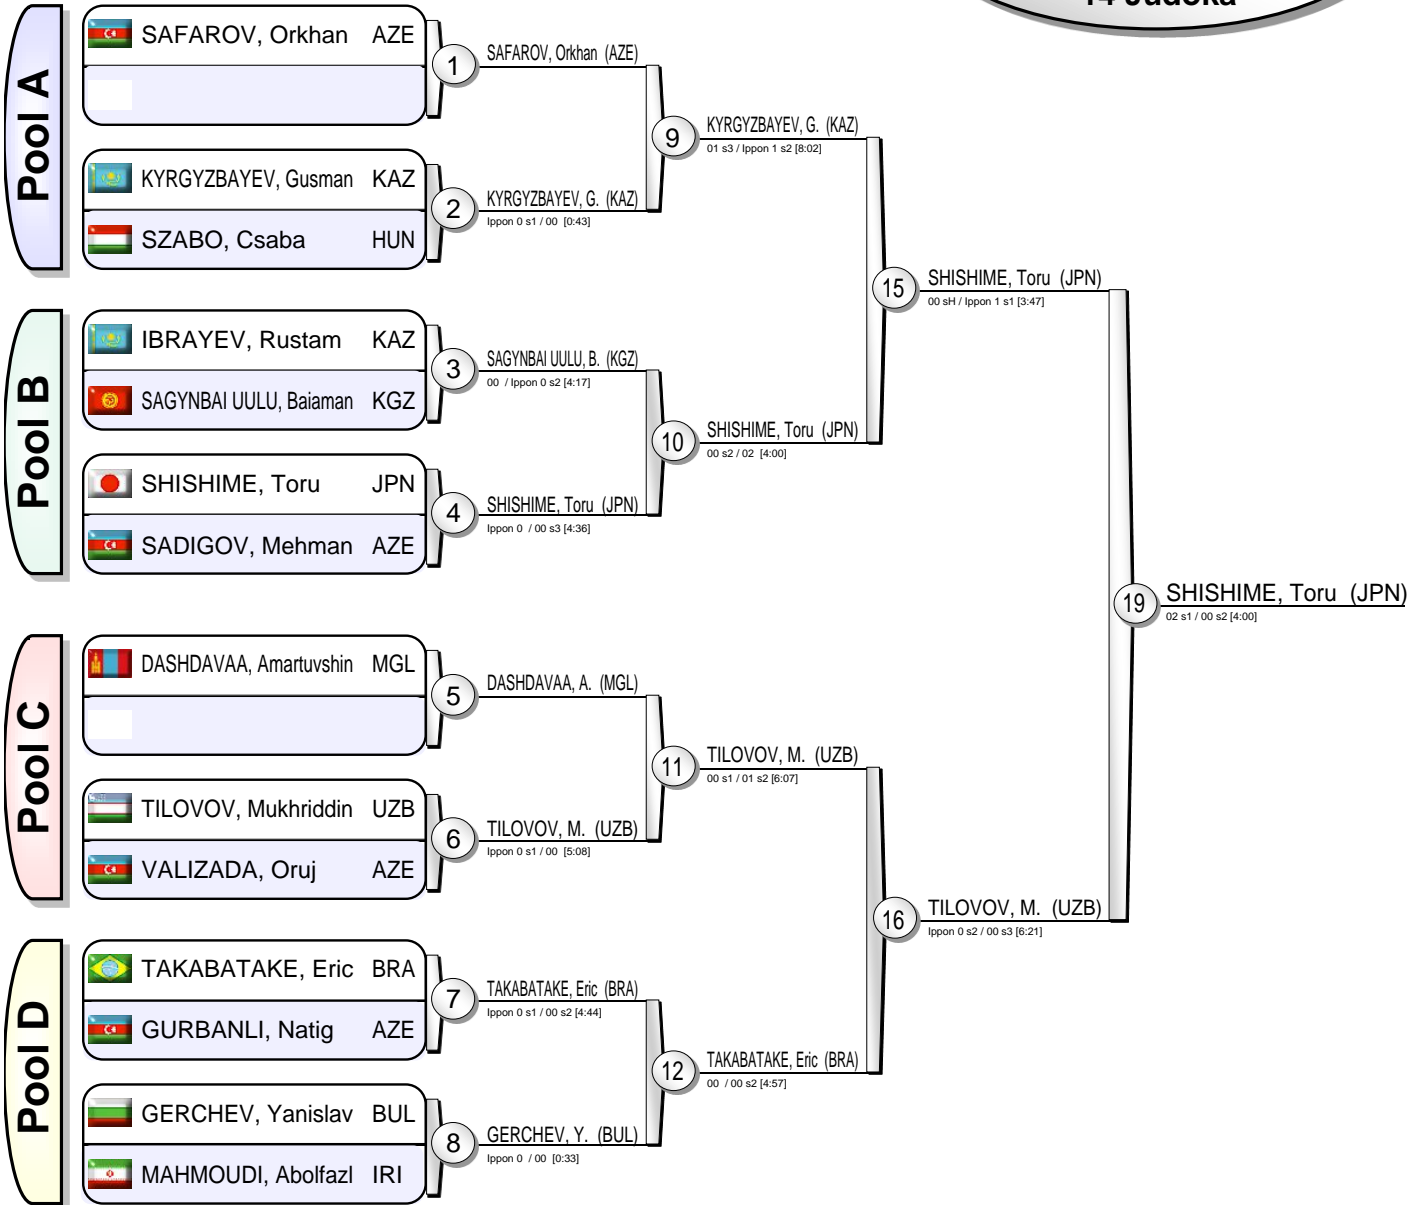 14 Judoka
Pool A
SAFAROV, Orkhan AZE
KYRGYZBAYEV, Gusman KAZ
SZABO, Csaba HUN
1
SAFAROV, Orkhan (AZE)
2
KYRGYZBAYEV, G. (KAZ)
Ippon 0 s1 / 00 [0:43]
9
KYRGYZBAYEV, G. (KAZ)
01 s3 / Ippon 1 s2 [8:02]
Pool B
IBRAYEV, Rustam KAZ
SAGYNBAI UULU, Baiaman KGZ
SHISHIME, Toru JPN
SADIGOV, Mehman AZE
3
SAGYNBAI UULU, B. (KGZ)
00 / Ippon 0 s2 [4:17]
4
SHISHIME, Toru (JPN)
Ippon 0 / 00 s3 [4:36]
10
SHISHIME, Toru (JPN)
00 s2 / 02 [4:00]
15
SHISHIME, Toru (JPN)
00 sH / Ippon 1 s1 [3:47]
Pool C
DASHDAVAA, Amartuvshin MGL
TILOVOV, Mukhriddin UZB
VALIZADA, Oruj AZE
5
DASHDAVAA, A. (MGL)
6
TILOVOV, M. (UZB)
Ippon 0 s1 / 00 [5:08]
11
TILOVOV, M. (UZB)
00 s1 / 01 s2 [6:07]
Pool D
TAKABATAKE, Eric BRA
GURBANLI, Natig AZE
GERCHEV, Yanislav BUL
MAHMOUDI, Abolfazl IRI
7
TAKABATAKE, Eric (BRA)
Ippon 0 s1 / 00 s2 [4:44]
8
GERCHEV, Y. (BUL)
Ippon 0 / 00 [0:33]
12
TAKABATAKE, Eric (BRA)
00 / 00 s2 [4:57]
16
TILOVOV, M. (UZB)
Ippon 0 s2 / 00 s3 [6:21]
19
SHISHIME, Toru (JPN)
02 s1 / 00 s2 [4:00]